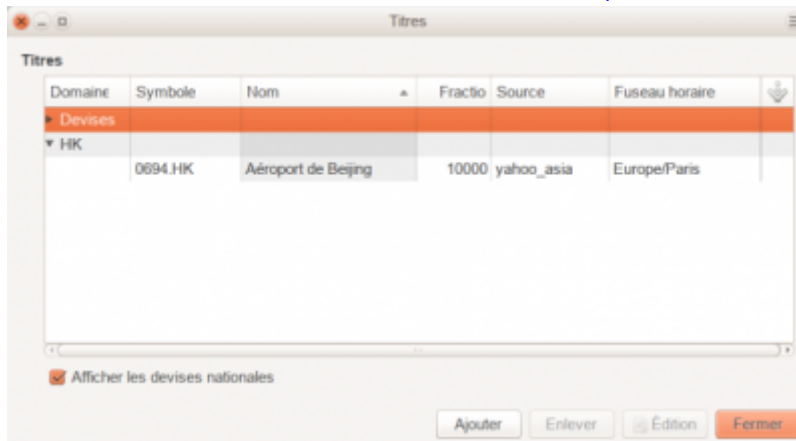 Titres
Titres
Domaine Symbole Nom Fractio Source Fuseau horaire
Devises
HK
0694.HK Aéroport de Beijing 10000 yahoo_asia Europe/Paris
Afficher les devises nationales
Ajouter Enlever Édition Fermer